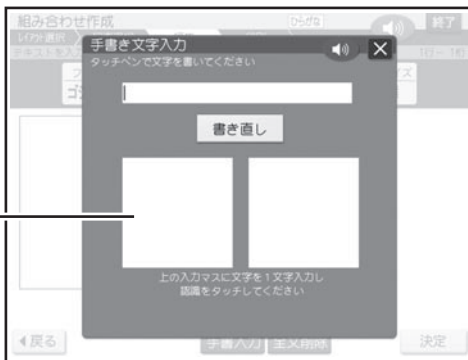 組み合わせ作成
ひらがな
終了
手書き文字入力
タッチペンで文字を書いてください
書き直し
上の入力マスに文字を1文字入力し
認識をタッチしてください
戻る
手書入力
全文削除
決定